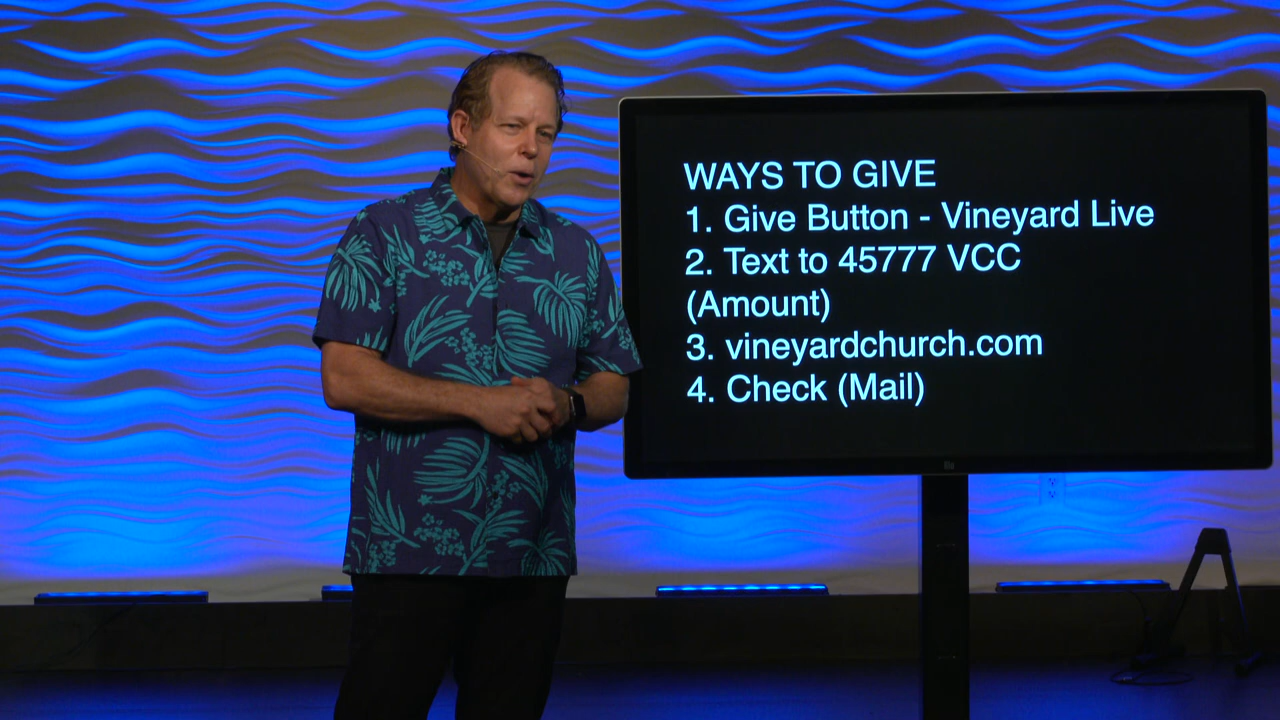 WAYS TO GIVE
1. Give Button - Vineyard Live
2. Text to 45777 VCC
(Amount)
3. vineyardchurch.com
4. Check (Mail)